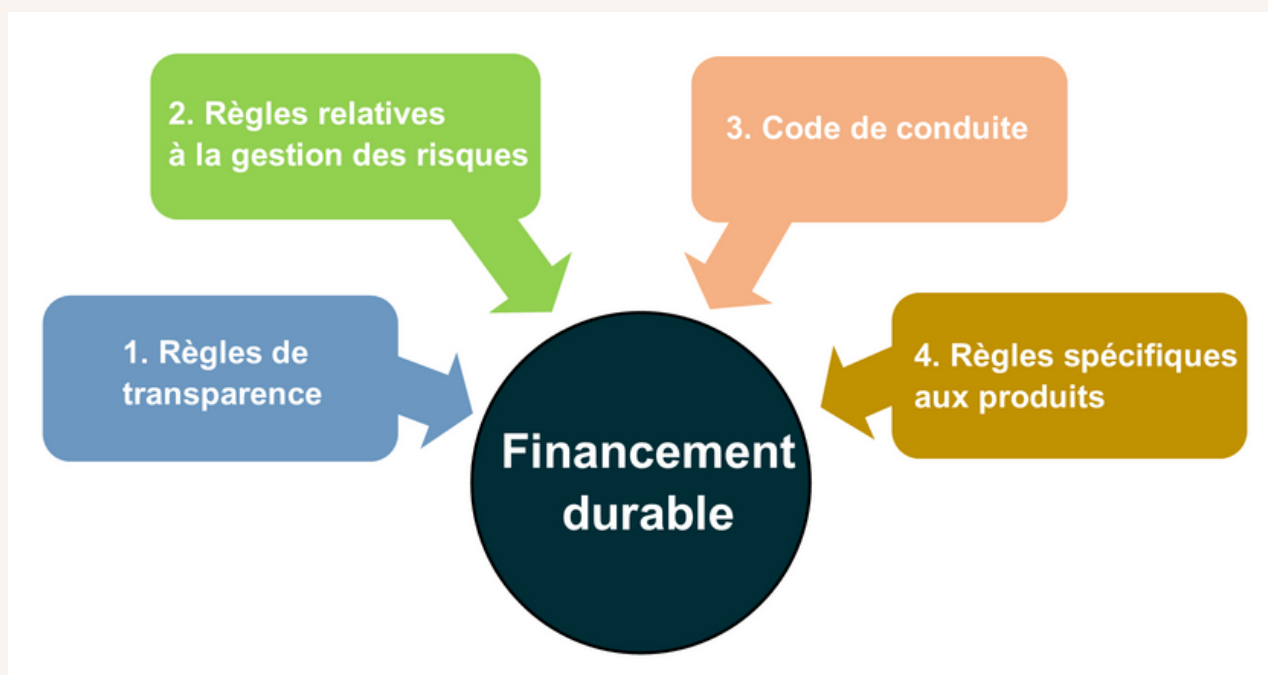 2. Règles relatives
à la gestion des risques
3. Code de conduite
1. Règles de
transparence
4. Règles spécifiques
aux produits
Financement
durable